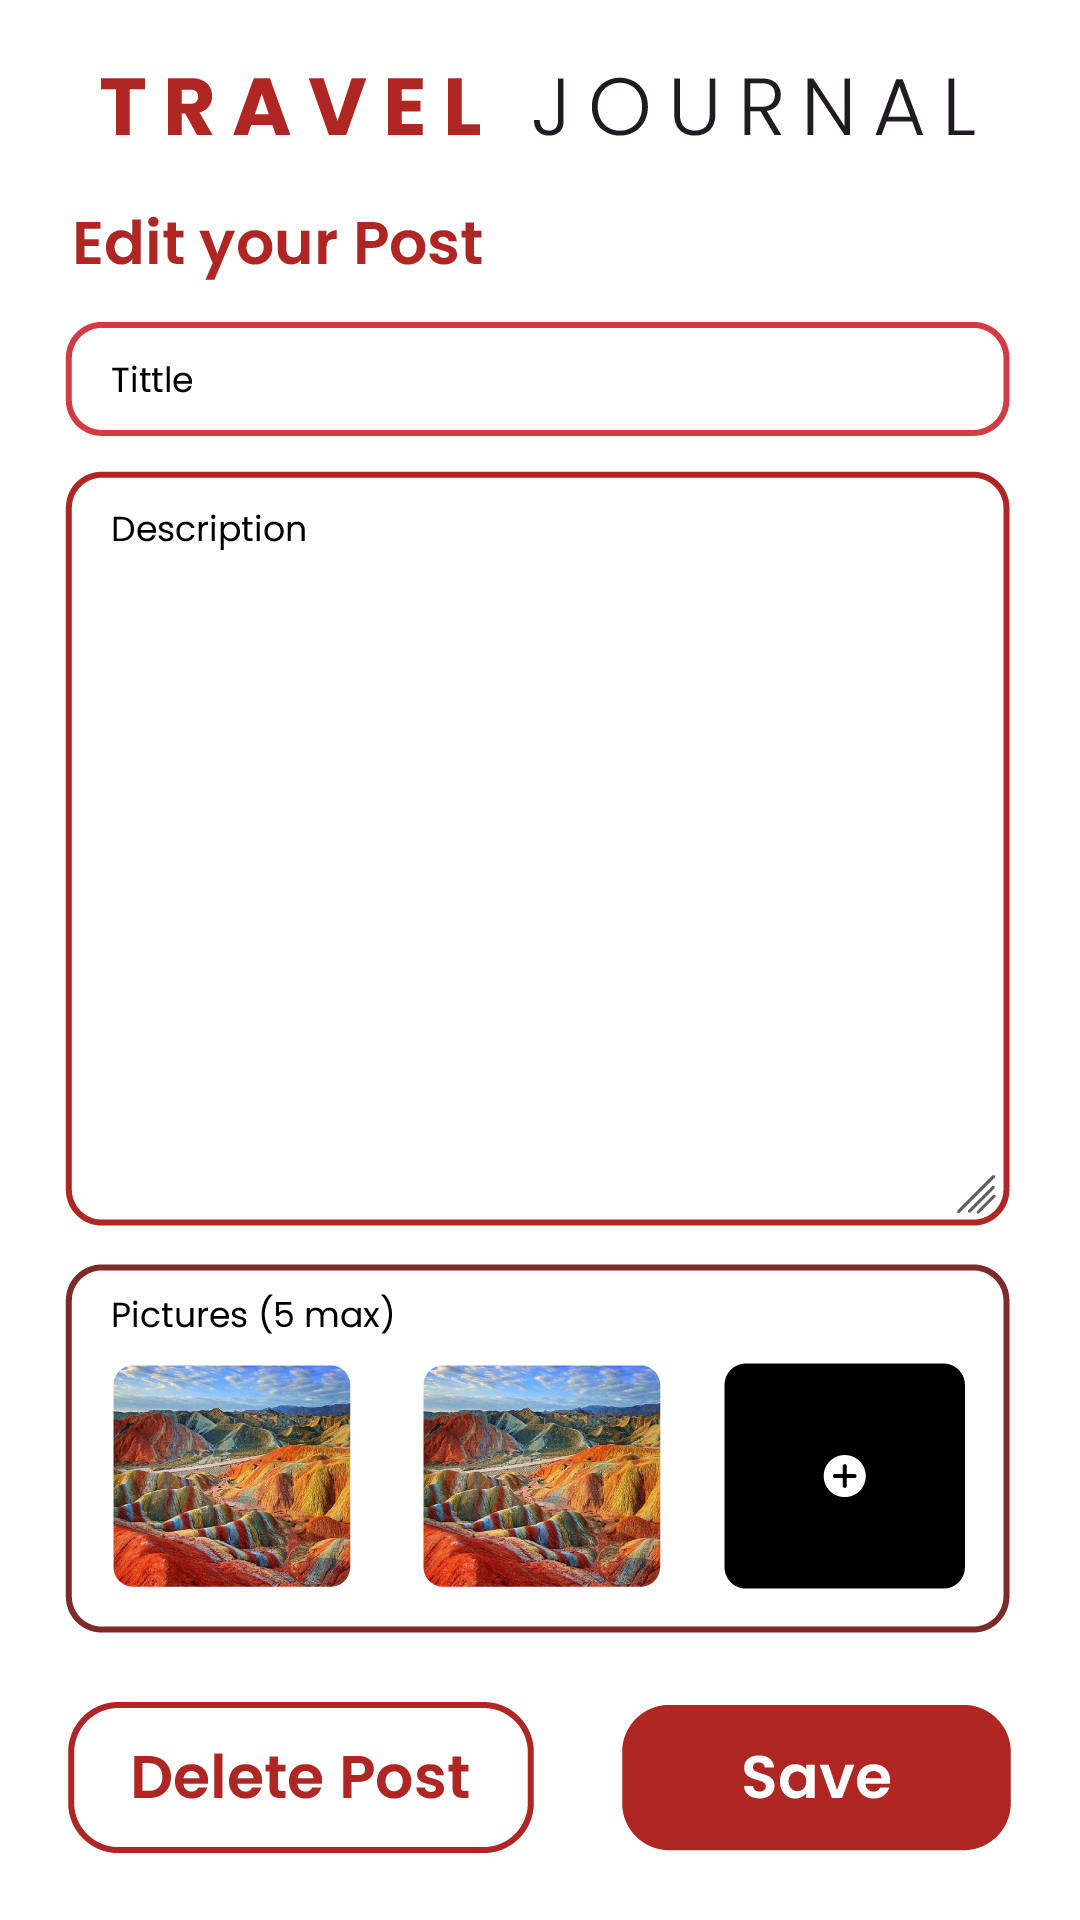 TRAVEL JOURNAL
Edit your Post
Tittle
Description
Pictures (5 max)
Delete Post
Save